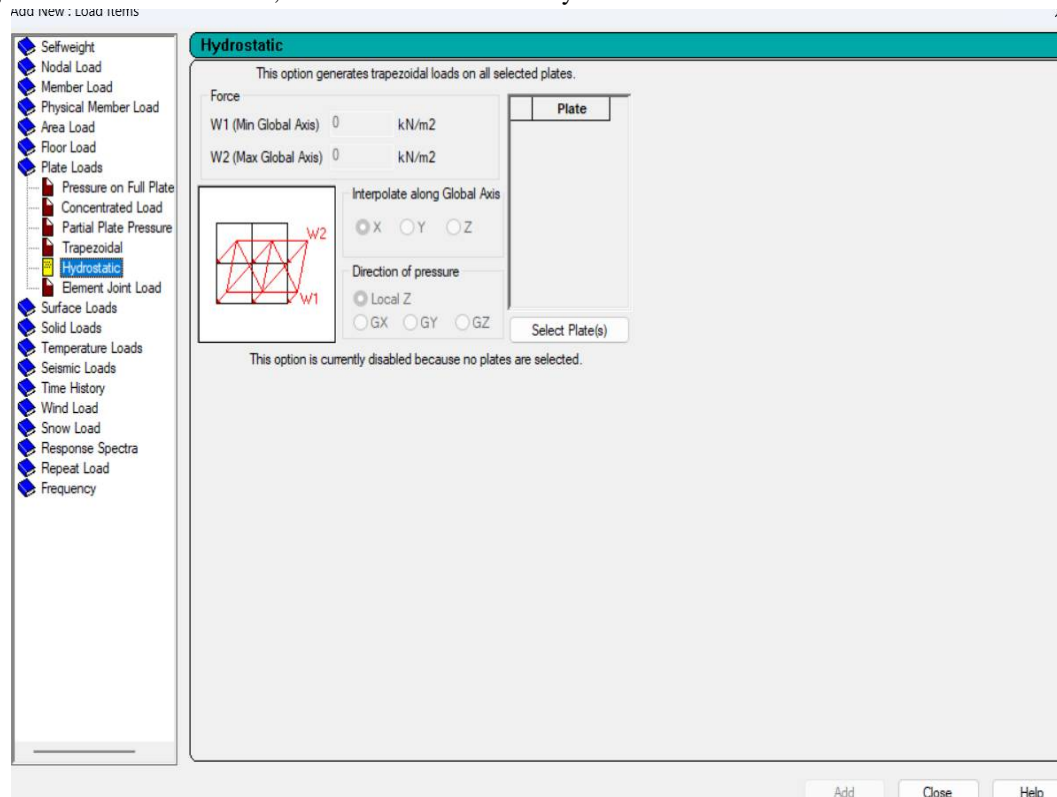 Add New : Load Items
Selfweight
Nodal Load
Member Load
Physical Member Load
Area Load
Floor Load
Plate Loads
Pressure on Full Plate
Concentrated Load
Partial Plate Pressure
Trapezoidal
Hydrostatic
Element Joint Load
Surface Loads
Solid Loads
Temperature Loads
Seismic Loads
Time History
Wind Load
Snow Load
Response Spectra
Repeat Load
Frequency
Hydrostatic
This option generates trapezoidal loads on all selected plates.
Force
W1 (Min Global Axis) 0 kN/m2
W2 (Max Global Axis) 0 kN/m2
Plate
W2
W1
Interpolate along Global Axis
X Y Z
Direction of pressure
Local Z
GX GY GZ
Select Plate(s)
This option is currently disabled because no plates are selected.
Add Close Help